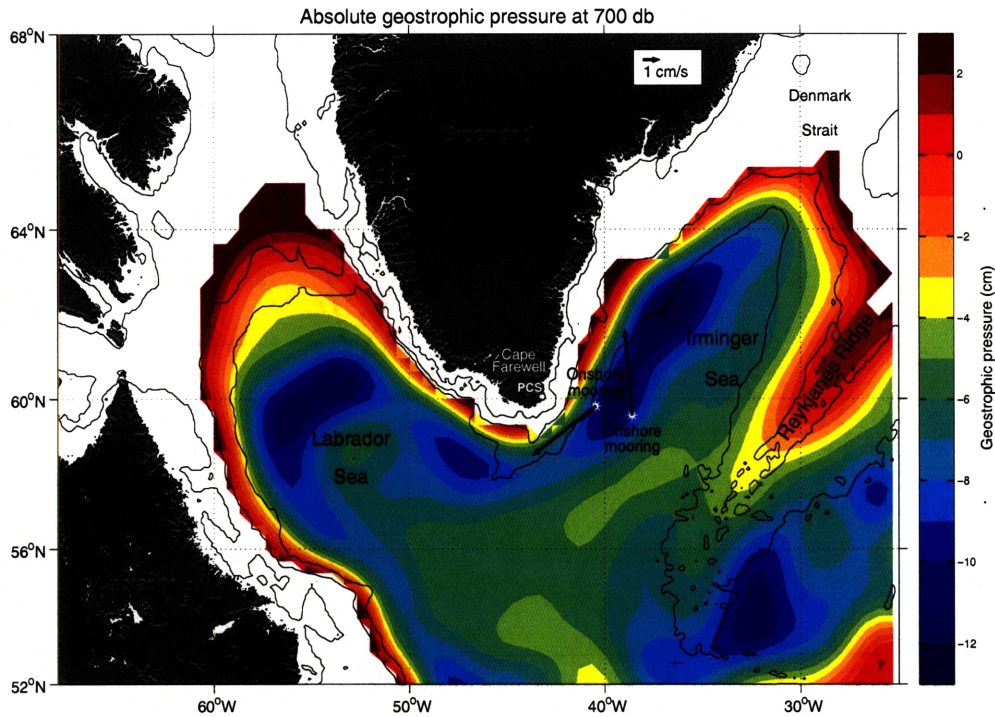 Absolute geostrophic pressure at 700 db
68°N
64°N
60°N
56°N
52°N
60°W
50°W
40°W
30°W
1 cm/s
Denmark
Strait
Cape
Farewell
PCS
Onshore
mooring
Offshore
mooring
Irminger
Sea
Reykjanes Ridge
Labrador
Sea
2
0
-2
-4
-6
-8
-10
-12
Geostrophic pressure (cm)